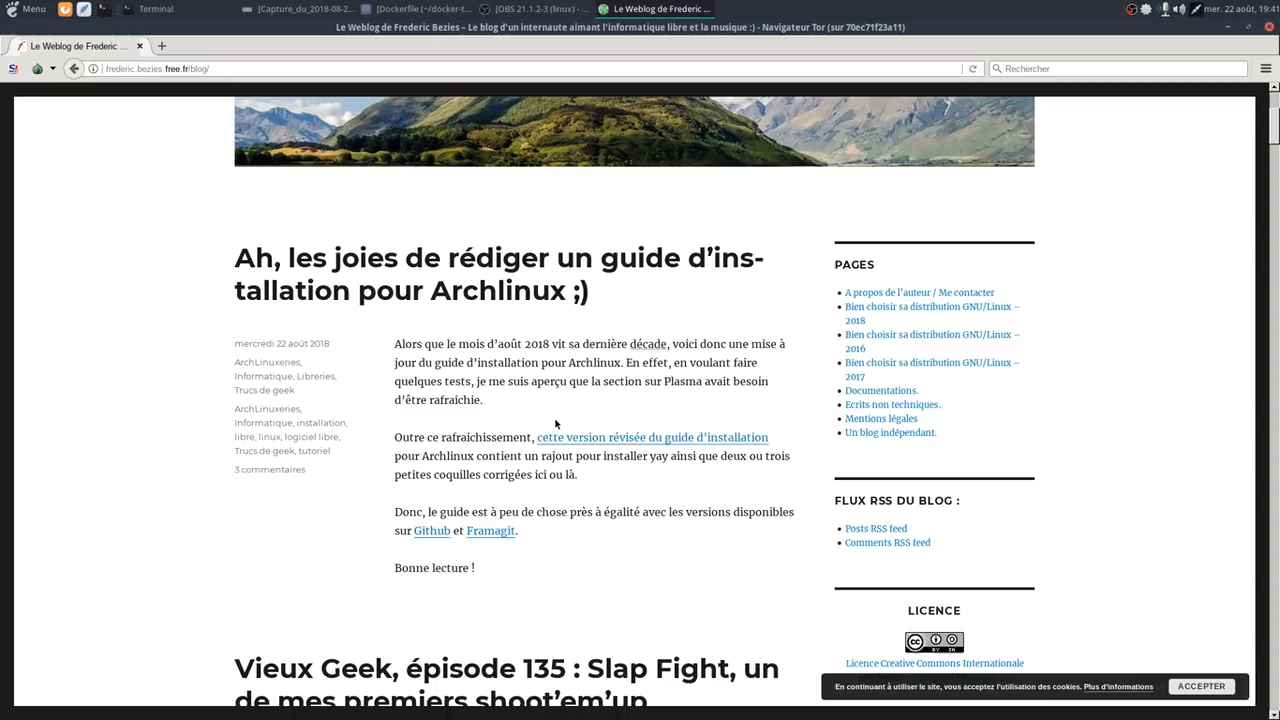 Menu
Terminal
[Capture_du_2018-08-2...
[Dockerfile (~/docker-t...
[OBS 21.1.2-3 (linux) -...
Le Weblog de Frederic ...
mer. 22 août, 19:41
Le Weblog de Frederic Bezies – Le blog d'un internaute aimant l'informatique libre et la musique :) - Navigateur Tor (sur 70ec71f23a11)
Le Weblog de Frederic ...
frederic.bezies.free.fr/blog/
Rechercher
Ah, les joies de rédiger un guide d’ins-
tallation pour Archlinux ;)
mercredi 22 août 2018
ArchLinuxeries,
Informatique, Libreries,
Trucs de geek
ArchLinuxeries,
Informatique, installation,
libre, linux, logiciel libre,
Trucs de geek, tutoriel
3 commentaires
Alors que le mois d’août 2018 vit sa dernière décade, voici donc une mise à
jour du guide d’installation pour Archlinux. En effet, en voulant faire
quelques tests, je me suis aperçu que la section sur Plasma avait besoin
d’être rafraichie.
Outre ce rafraichissement, cette version révisée du guide d’installation
pour Archlinux contient un rajout pour installer yay ainsi que deux ou trois
petites coquilles corrigées ici ou là.
Donc, le guide est à peu de chose près à égalité avec les versions disponibles
sur Github et Framagit.
Bonne lecture !
Vieux Geek, épisode 135 : Slap Fight, un
de mes premiers shoot’em’up
PAGES
A propos de l’auteur / Me contacter
Bien choisir sa distribution GNU/Linux –
2018
Bien choisir sa distribution GNU/Linux –
2016
Bien choisir sa distribution GNU/Linux –
2017
Documentations.
Ecrits non techniques.
Mentions légales
Un blog indépendant.
FLUX RSS DU BLOG :
Posts RSS feed
Comments RSS feed
LICENCE
cc BY SA
Licence Creative Commons Internationale
En continuant à utiliser le site, vous acceptez l’utilisation des cookies. Plus d’informations
ACCEPTER